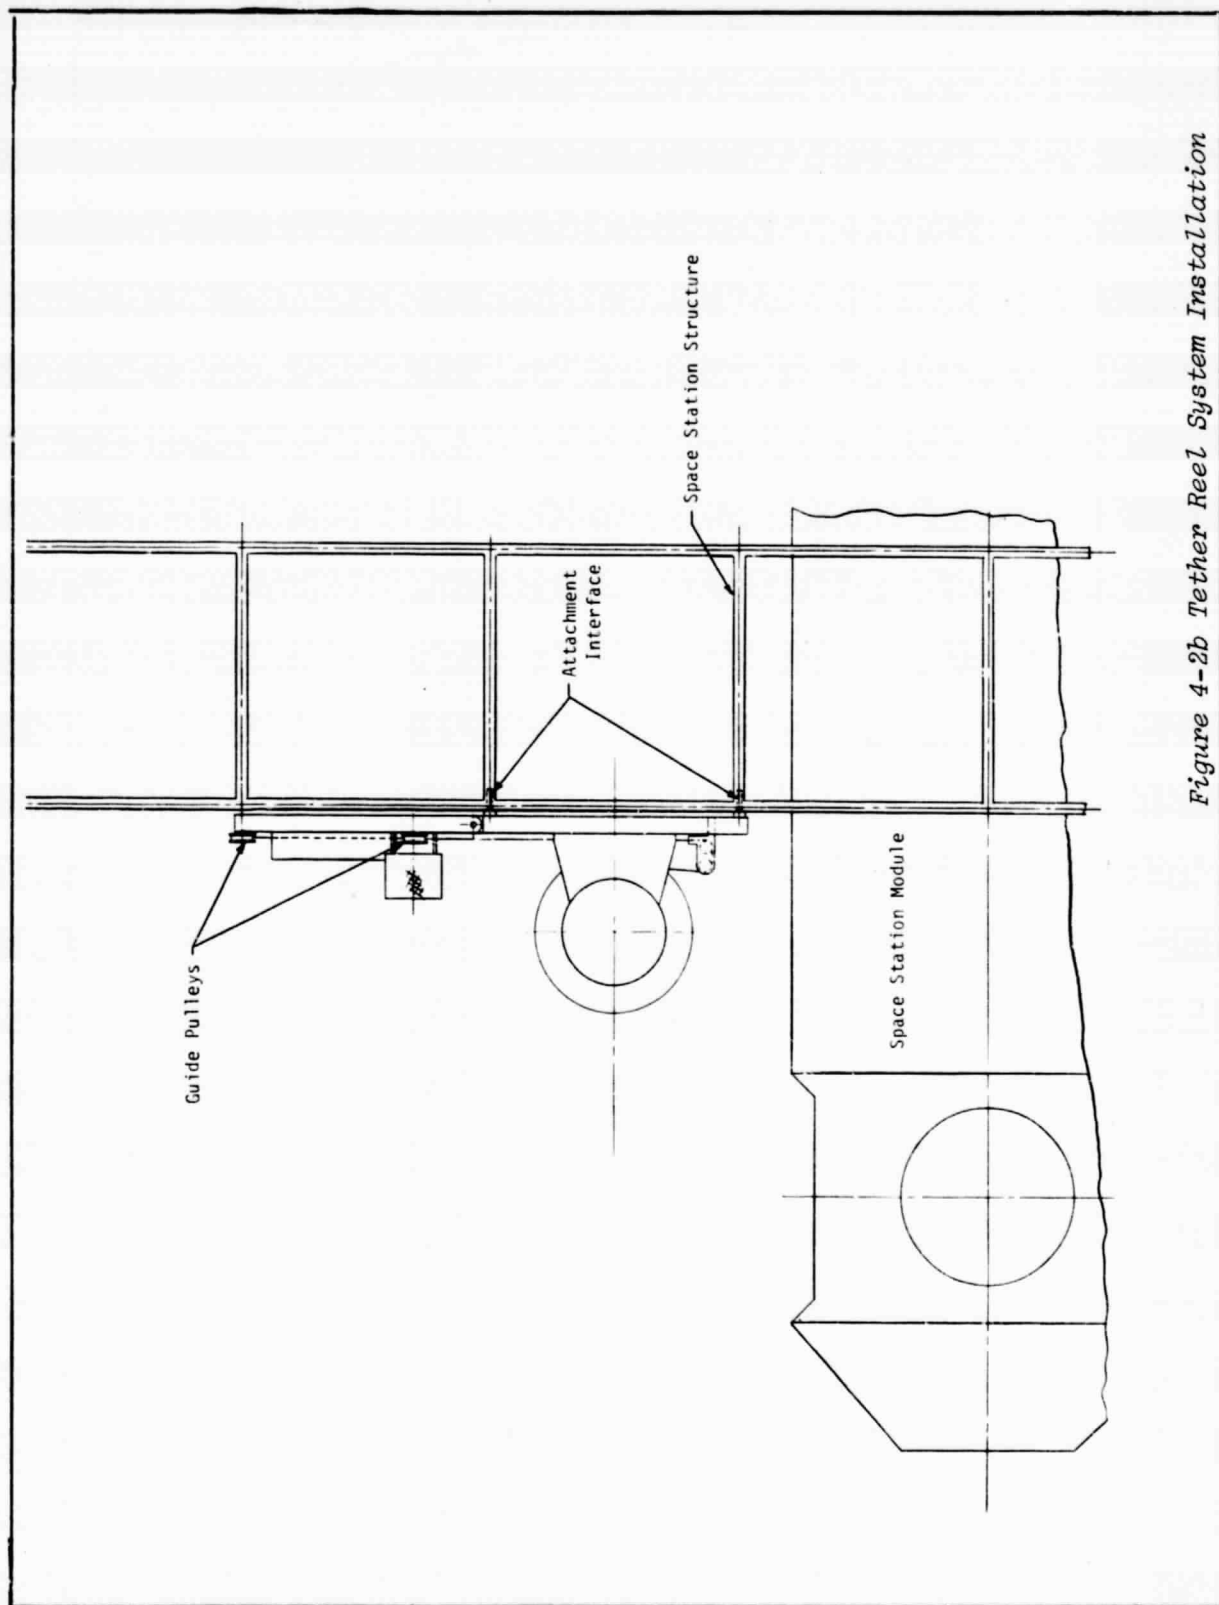 Guide Pulleys
Attachment
Interface
Space Station Structure
Space Station Module
Figure 4-2b Tether Reel System Installation